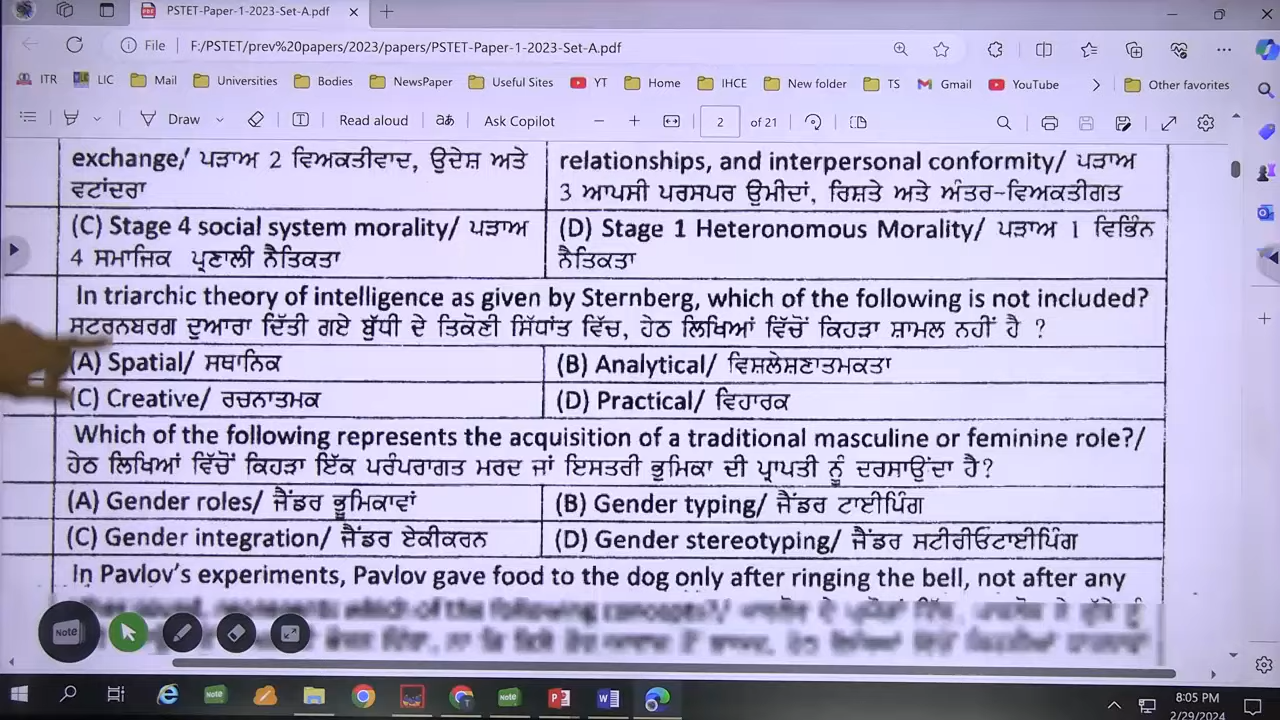 PSTET-Paper-1-2023-Set-A.pdf
File F:/PSTET/prev%20papers/2023/papers/PSTET-Paper-1-2023-Set-A.pdf
ITR LIC Mail Universities Bodies NewsPaper Useful Sites YT Home IHCE New folder TS Gmail YouTube Other favorites
Draw Read aloud aあ Ask Copilot 2 of 21
exchange/ ਪੜਾਅ 2 ਵਿਅਕਤੀਵਾਦ, ਉਦੇਸ਼ ਅਤੇ
ਵਟਾਂਦਰਾ
relationships, and interpersonal conformity/ ਪੜਾਅ
3 ਆਪਸੀ ਪਰਸਪਰ ਉਮੀਦਾਂ, ਰਿਸ਼ਤੇ ਅਤੇ ਅੰਤਰ-ਵਿਅਕਤੀਗਤ
(C) Stage 4 social system morality/ ਪੜਾਅ
4 ਸਮਾਜਿਕ ਪ੍ਰਣਾਲੀ ਨੈਤਿਕਤਾ
(D) Stage 1 Heteronomous Morality/ ਪੜਾਅ 1 ਵਿਭਿੰਨ
ਨੈਤਿਕਤਾ
In triarchic theory of intelligence as given by Sternberg, which of the following is not included?
ਸਟਰਨਬਰਗ ਦੁਆਰਾ ਦਿੱਤੀ ਗਏ ਬੁੱਧੀ ਦੇ ਤਿਕੋਣੀ ਸਿੱਧਾਂਤ ਵਿੱਚ, ਹੇਠ ਲਿਖਿਆਂ ਵਿੱਚੋਂ ਕਿਹੜਾ ਸ਼ਾਮਲ ਨਹੀਂ ਹੈ ?
(A) Spatial/ ਸਥਾਨਿਕ
(B) Analytical/ ਵਿਸ਼ਲੇਸ਼ਣਾਤਮਕਤਾ
(C) Creative/ ਰਚਨਾਤਮਕ
(D) Practical/ ਵਿਹਾਰਕ
Which of the following represents the acquisition of a traditional masculine or feminine role?/
ਹੇਠ ਲਿਖਿਆਂ ਵਿੱਚੋਂ ਕਿਹੜਾ ਇੱਕ ਪਰੰਪਰਾਗਤ ਮਰਦ ਜਾਂ ਇਸਤਰੀ ਭੂਮਿਕਾ ਦੀ ਪ੍ਰਾਪਤੀ ਨੂੰ ਦਰਸਾਉਂਦਾ ਹੈ?
(A) Gender roles/ ਜੈਂਡਰ ਭੂਮਿਕਾਵਾਂ
(B) Gender typing/ ਜੈਂਡਰ ਟਾਈਪਿੰਗ
(C) Gender integration/ ਜੈਂਡਰ ਏਕੀਕਰਨ
(D) Gender stereotyping/ ਜੈਂਡਰ ਸਟੀਰੀਓਟਾਈਪਿੰਗ
In Pavlov's experiments, Pavlov gave food to the dog only after ringing the bell, not after any
which of the following concepts?/
Note
Note Note
8:05 PM
2/29/2024